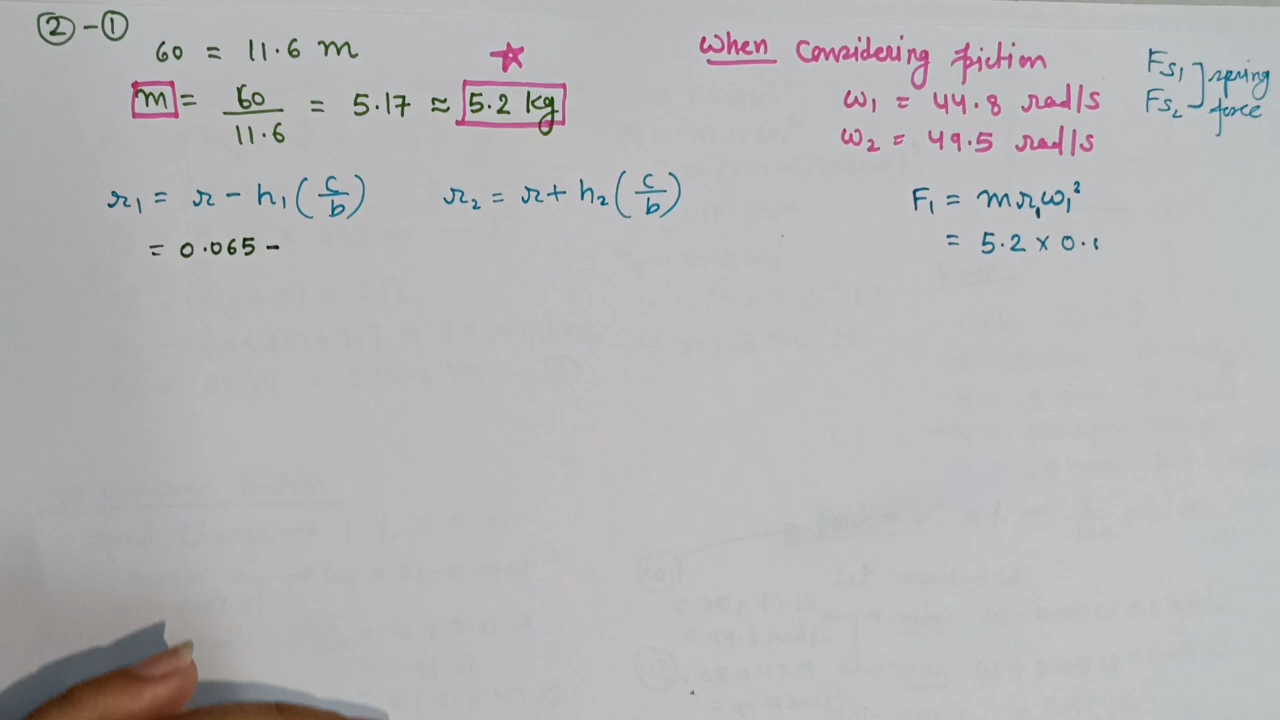 ② - ①
60 = 11.6 m
m = 60/11.6 = 5.17 ≈ 5.2 kg
r₁ = r - h₁ (c/b)
= 0.065 -
r₂ = r + h₂ (c/b)
When Considering friction
ω₁ = 44.8 rad/s
ω₂ = 49.5 rad/s
Fs₁
Fs₂
] spring force
F₁ = mr₁ω₁²
= 5.2 × 0.